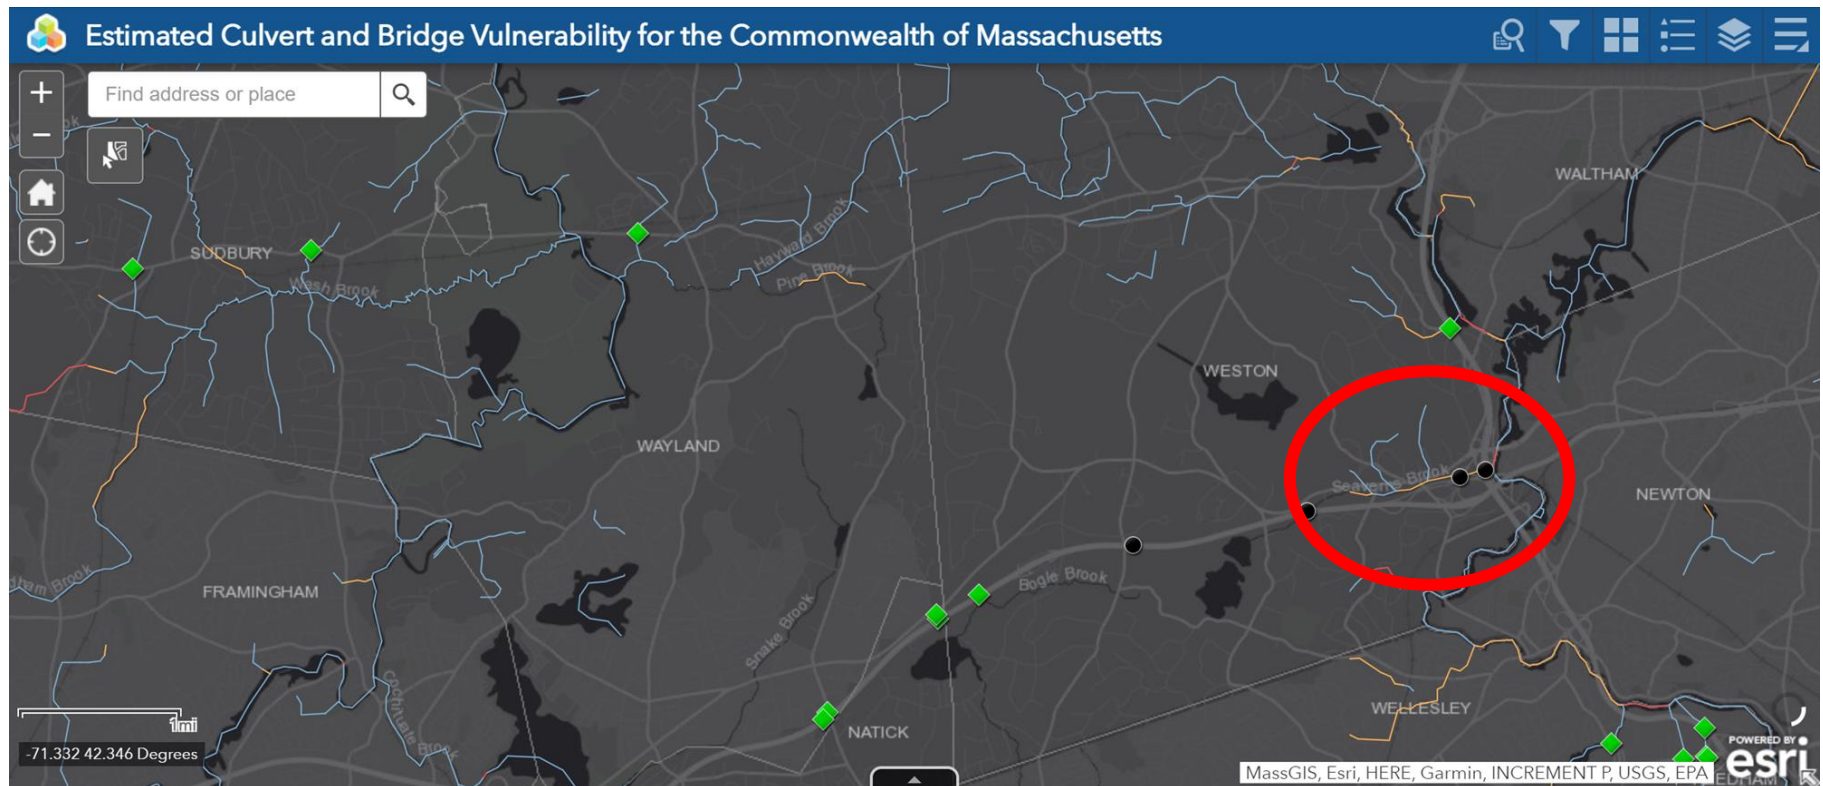 Estimated Culvert and Bridge Vulnerability for the Commonwealth of Massachusetts
+
Find address or place
−
WALTHAM
SUDBURY
Hayward Brook
Wash Brook
Pine Brook
WESTON
WAYLAND
Seaverns Brook
NEWTON
FRAMINGHAM
Bogle Brook
Snake Brook
Cochituate Brook
WELLESLEY
NATICK
1mi
-71.332 42.346 Degrees
POWERED BY
esri
MassGIS, Esri, HERE, Garmin, INCREMENT P, USGS, EPA